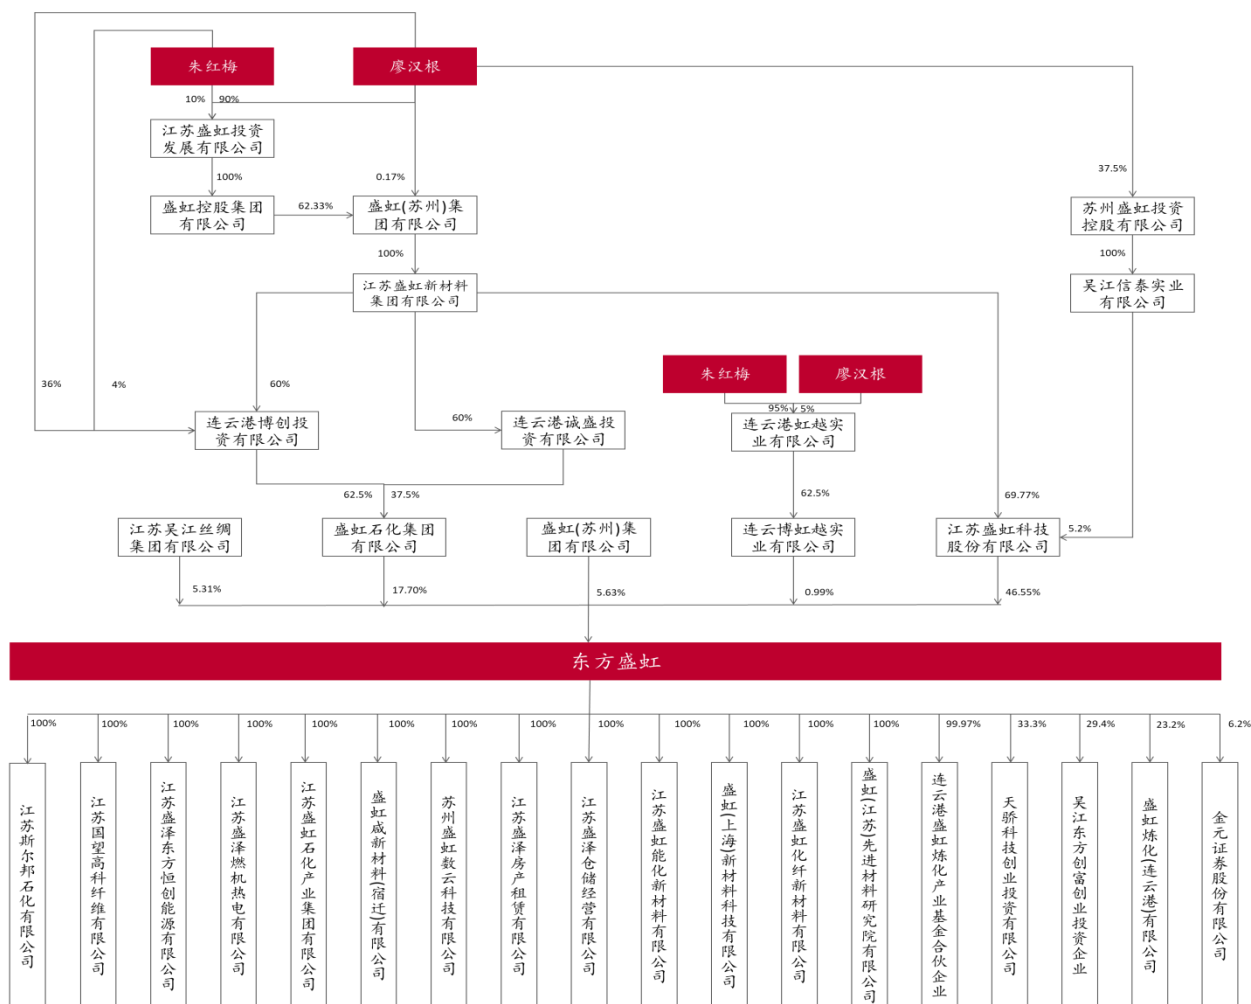 朱红梅
廖汉根
10%
90%
江苏盛虹投资
发展有限公司
100%
0.17%
37.5%
盛虹控股集团
有限公司
62.33%
盛虹(苏州)集
团有限公司
苏州盛虹投资
控股有限公司
100%
100%
江苏盛虹新材料
集团有限公司
吴江信泰实业
有限公司
朱红梅
廖汉根
36%
4%
60%
60%
95%
5%
连云港博创投
资有限公司
连云港诚盛投
资有限公司
连云港虹越实
业有限公司
62.5%
37.5%
62.5%
69.77%
江苏吴江丝绸
集团有限公司
盛虹石化集团
有限公司
盛虹(苏州)集
团有限公司
连云博虹越实
业有限公司
江苏盛虹科技
股份有限公司
5.2%
5.31%
17.70%
5.63%
0.99%
46.55%
东方盛虹
100%
100%
100%
100%
100%
100%
100%
100%
100%
100%
100%
100%
100%
99.97%
33.3%
29.4%
23.2%
6.2%
江苏斯尔邦石化有限公司
江苏国望高科纤维有限公司
江苏盛泽东方恒创能源有限公司
江苏盛泽燃机热电有限公司
江苏盛虹石化产业集团有限公司
盛虹成新材料(宿迁)有限公司
苏州盛虹数云科技有限公司
江苏盛泽房产租赁有限公司
江苏盛泽仓储经营有限公司
江苏盛虹能化新材料有限公司
盛虹(上海)新材料科技有限公司
江苏盛虹化纤新材料有限公司
盛虹(江苏)先进材料研究院有限公司
连云港盛虹炼化产业基金合伙企业
天骄科技创业投资有限公司
吴江东方创富创业投资企业
盛虹炼化(连云港)有限公司
金元证券股份有限公司